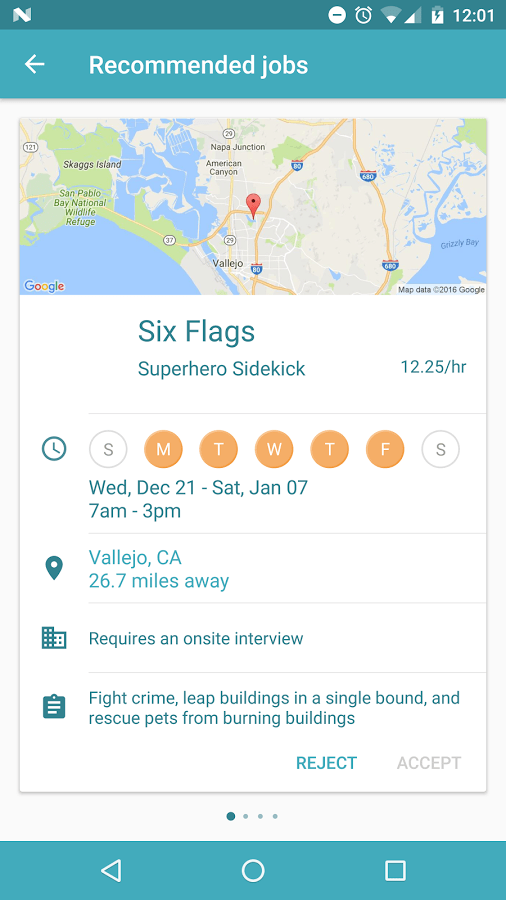 12:01
Recommended jobs
121
Skaggs Island
29
Napa Junction
American
Canyon
80
680
San Pablo
Bay National
Wildlife
Refuge
37
29
Grizzly Bay
Vallejo
80
680
Google
Map data ©2016 Google
Six Flags
Superhero Sidekick
12.25/hr
S M T W T F S
Wed, Dec 21 - Sat, Jan 07
7am - 3pm
Vallejo, CA
26.7 miles away
Requires an onsite interview
Fight crime, leap buildings in a single bound, and
rescue pets from burning buildings
REJECT
ACCEPT